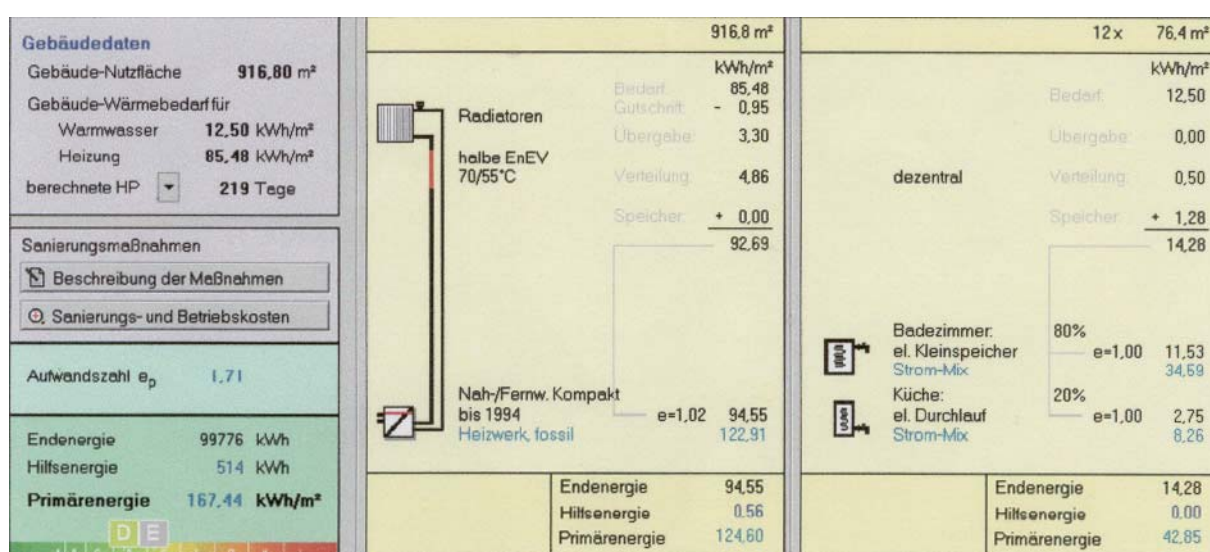 Gebäudedaten
Gebäude-Nutzfläche 916,80 m²
Gebäude-Wärmebedarf für
Warmwasser 12,50 kWh/m²
Heizung 85,48 kWh/m²
berechnete HP 219 Tage
Sanierungsmaßnahmen
Beschreibung der Maßnahmen
Sanierungs- und Betriebskosten
Aufwandszahl ep 1,71
Endenergie 99776 kWh
Hilfsenergie 514 kWh
Primärenergie 167,44 kWh/m²
D E
916,8 m²
kWh/m²
Bedarf: 85,48
Gutschrift: - 0,95
Radiatoren
Übergabe: 3,30
halbe EnEV
70/55°C Verteilung: 4,86
Speicher: + 0,00
92,69
Nah-/Fernw. Kompakt
bis 1994 e=1,02 94,55
Heizwerk, fossil 122,91
Endenergie 94,55
Hilfsenergie 0,56
Primärenergie 124,60
12 x 76,4 m²
kWh/m²
Bedarf: 12,50
Übergabe: 0,00
dezentral Verteilung: 0,50
Speicher: + 1,28
14,28
Badezimmer: 80%
el. Kleinspeicher e=1,00 11,53
Strom-Mix 34,59
Küche: 20%
el. Durchlauf e=1,00 2,75
Strom-Mix 8,26
Endenergie 14,28
Hilfsenergie 0,00
Primärenergie 42,85